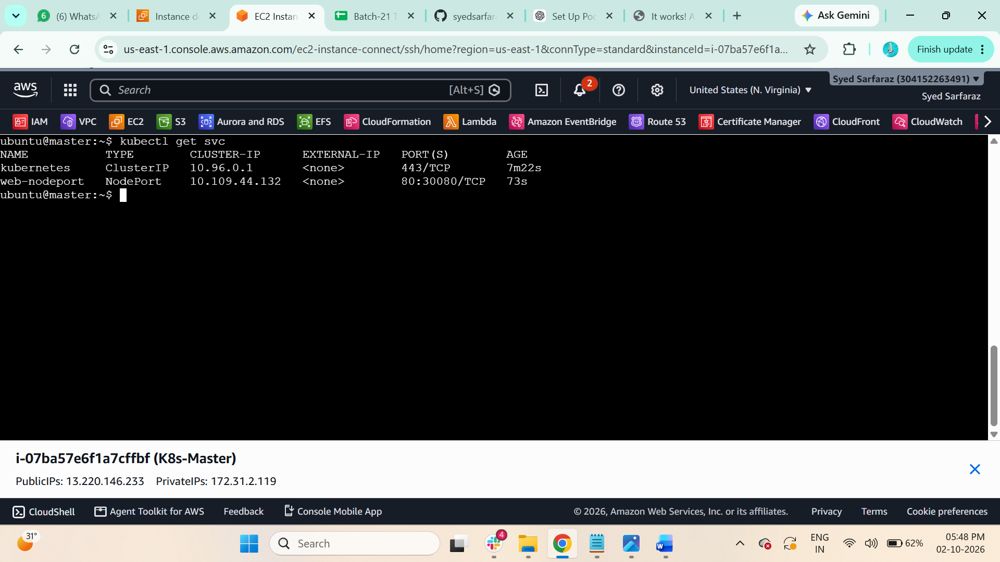 (6) WhatsA
Instance de
EC2 Instan
Batch-21 T
syedsarfara
Set Up Poc
It works! A
Ask Gemini
us-east-1.console.aws.amazon.com/ec2-instance-connect/ssh/home?region=us-east-1&connType=standard&instanceId=i-07ba57e6f1a...
Finish update
aws
Search
[Alt+S]
2
United States (N. Virginia)
Syed Sarfaraz (304152263491)
Syed Sarfaraz
IAM
VPC
EC2
S3
Aurora and RDS
EFS
CloudFormation
Lambda
Amazon EventBridge
Route 53
Certificate Manager
CloudFront
CloudWatch
ubuntu@master:~$ kubectl get svc
NAME TYPE CLUSTER-IP EXTERNAL-IP PORT(S) AGE
kubernetes ClusterIP 10.96.0.1 <none> 443/TCP 7m22s
web-nodeport NodePort 10.109.44.132 <none> 80:30080/TCP 73s
ubuntu@master:~$
i-07ba57e6f1a7cffbf (K8s-Master)
PublicIPs: 13.220.146.233 PrivateIPs: 172.31.2.119
CloudShell
Agent Toolkit for AWS
Feedback
Console Mobile App
© 2026, Amazon Web Services, Inc. or its affiliates.
Privacy
Terms
Cookie preferences
31°
Search
4
ENG
IN
62%
05:48 PM
02-10-2026